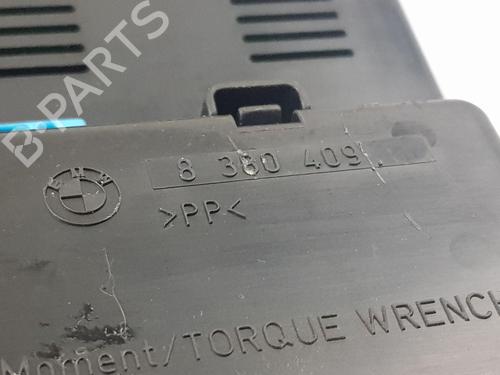 B-PARTS
BMW
8 380 409
>PP<
Moment/TORQUE WRENCH